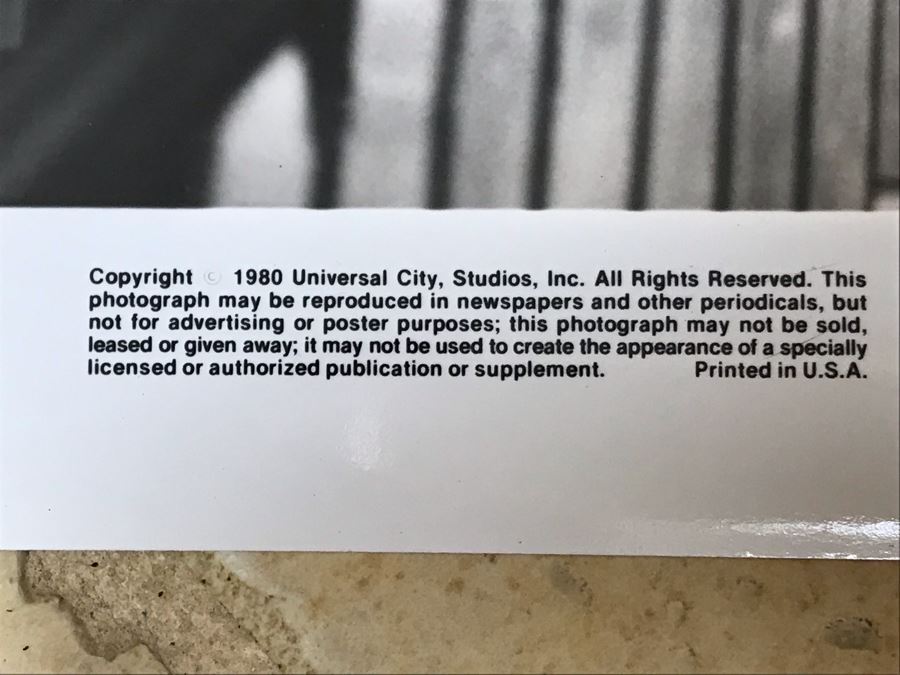 Copyright © 1980 Universal City, Studios, Inc. All Rights Reserved. This
photograph may be reproduced in newspapers and other periodicals, but
not for advertising or poster purposes; this photograph may not be sold,
leased or given away; it may not be used to create the appearance of a specially
licensed or authorized publication or supplement. Printed in U.S.A.